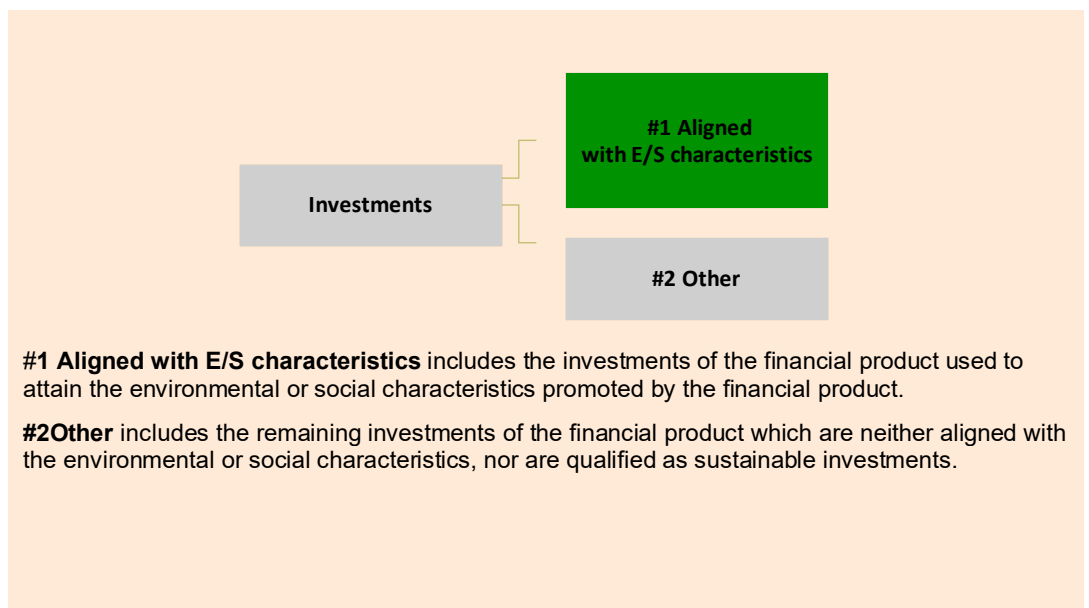 #1 Aligned
with E/S characteristics
Investments
#2 Other
#1 Aligned with E/S characteristics includes the investments of the financial product used to
attain the environmental or social characteristics promoted by the financial product.
#2Other includes the remaining investments of the financial product which are neither aligned with
the environmental or social characteristics, nor are qualified as sustainable investments.